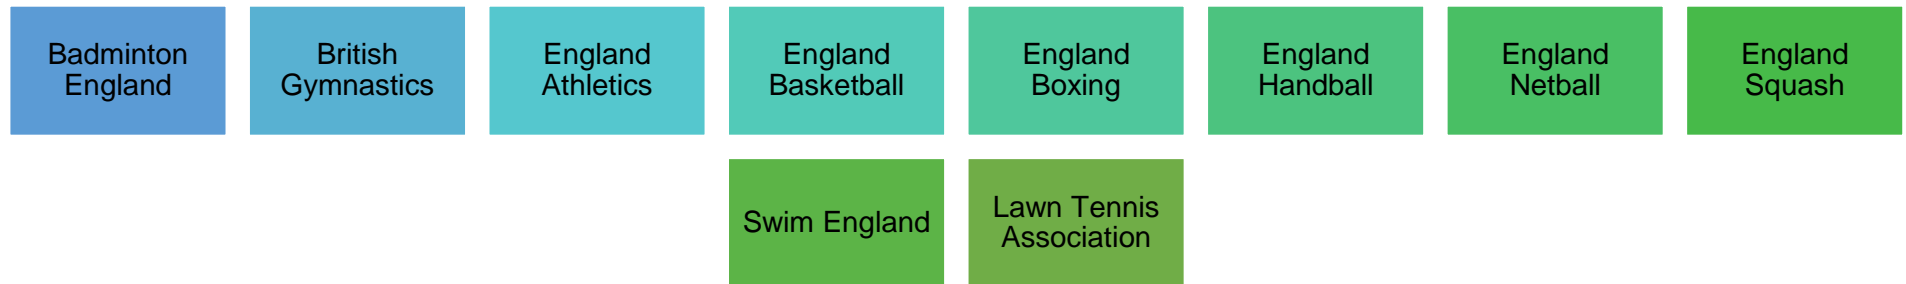 Badminton
England
British
Gymnastics
England
Athletics
England
Basketball
England
Boxing
England
Handball
England
Netball
England
Squash
Swim England
Lawn Tennis
Association